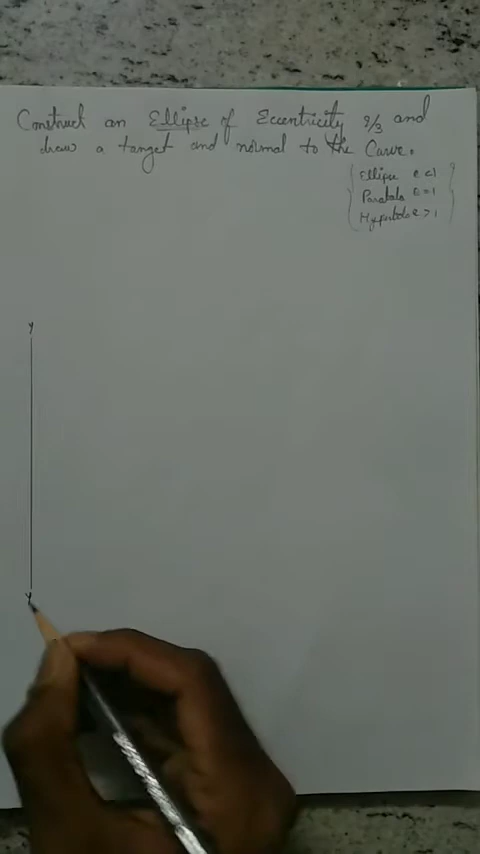 Construct an Ellipse of Eccentricity 2/3 and
draw a tanget and normal to the Curve.
Ellipse e<1
Parabola e=1
Hyperbola e>1
y
y